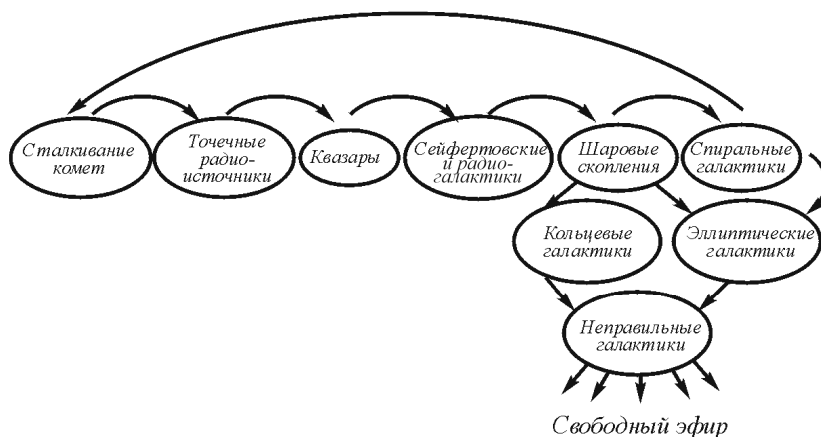 Сталкивание
комет
Точечные
радио-
источники
Квазары
Сейфертовские
и радио-
галактики
Шаровые
скопления
Спиральные
галактики
Кольцевые
галактики
Эллиптические
галактики
Неправильные
галактики
Свободный эфир